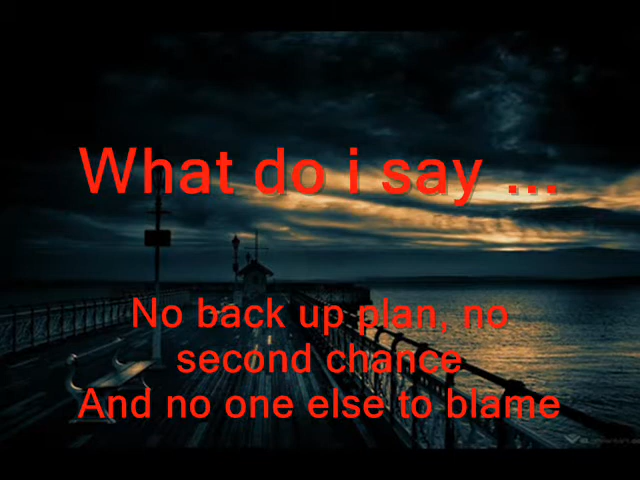 What do i say ...
No back up plan, no
second chance
And no one else to blame